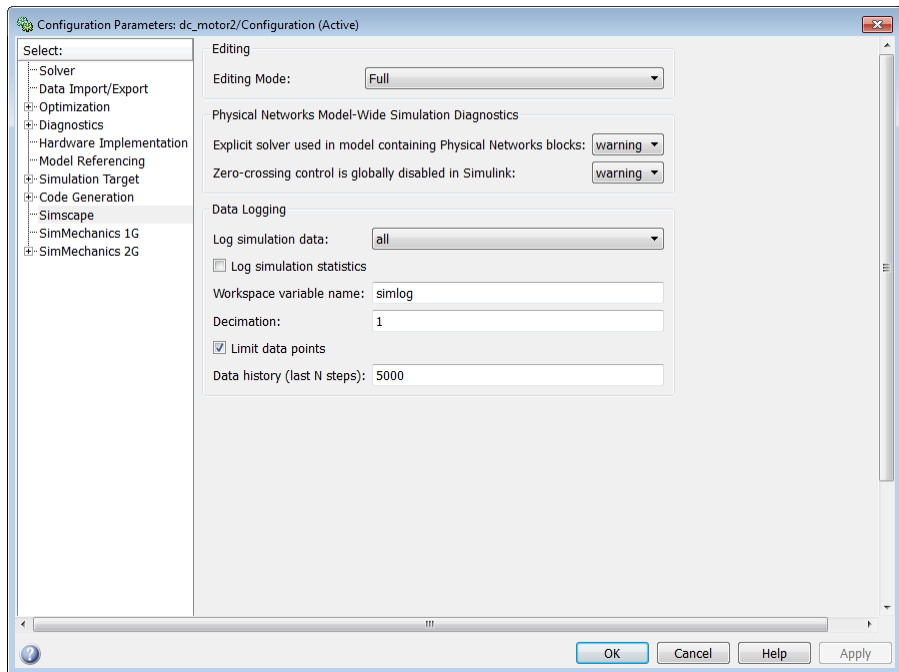 Configuration Parameters: dc_motor2/Configuration (Active)
Select:
Solver
Data Import/Export
Optimization
Diagnostics
Hardware Implementation
Model Referencing
Simulation Target
Code Generation
Simscape
SimMechanics 1G
SimMechanics 2G
Editing
Editing Mode: Full
Physical Networks Model-Wide Simulation Diagnostics
Explicit solver used in model containing Physical Networks blocks: warning
Zero-crossing control is globally disabled in Simulink: warning
Data Logging
Log simulation data: all
Log simulation statistics
Workspace variable name: simlog
Decimation: 1
Limit data points
Data history (last N steps): 5000
OK Cancel Help Apply